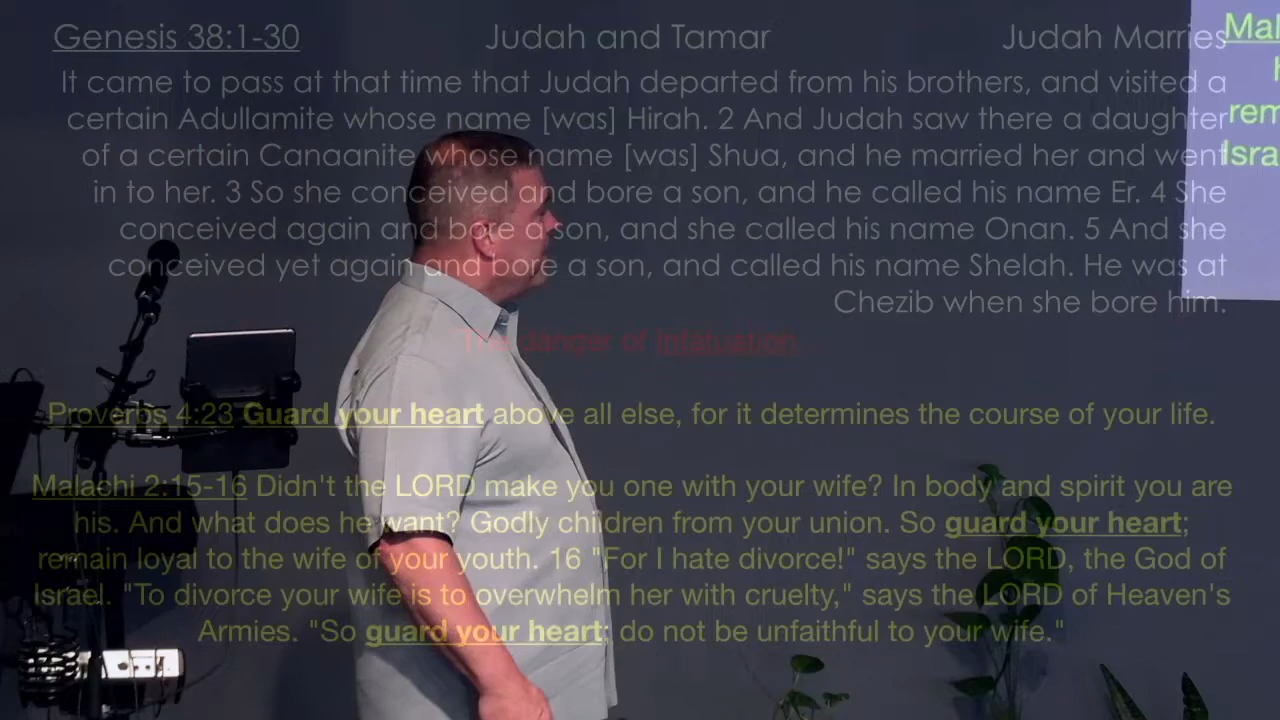 Genesis 38:1-30 Judah and Tamar Judah Marries
It came to pass at that time that Judah departed from his brothers, and visited a
certain Adullamite whose name [was] Hirah. 2 And Judah saw there a daughter
of a certain Canaanite whose name [was] Shua, and he married her and went
in to her. 3 So she conceived and bore a son, and he called his name Er. 4 She
conceived again and bore a son, and she called his name Onan. 5 And she
conceived yet again and bore a son, and called his name Shelah. He was at
Chezib when she bore him.
The danger of infatuation.
Proverbs 4:23 Guard your heart above all else, for it determines the course of your life.
Malachi 2:15-16 Didn't the LORD make you one with your wife? In body and spirit you are
his. And what does he want? Godly children from your union. So guard your heart;
remain loyal to the wife of your youth. 16 "For I hate divorce!" says the LORD, the God of
Israel. "To divorce your wife is to overwhelm her with cruelty," says the LORD of Heaven's
Armies. "So guard your heart; do not be unfaithful to your wife."
Mal
rem
Isra